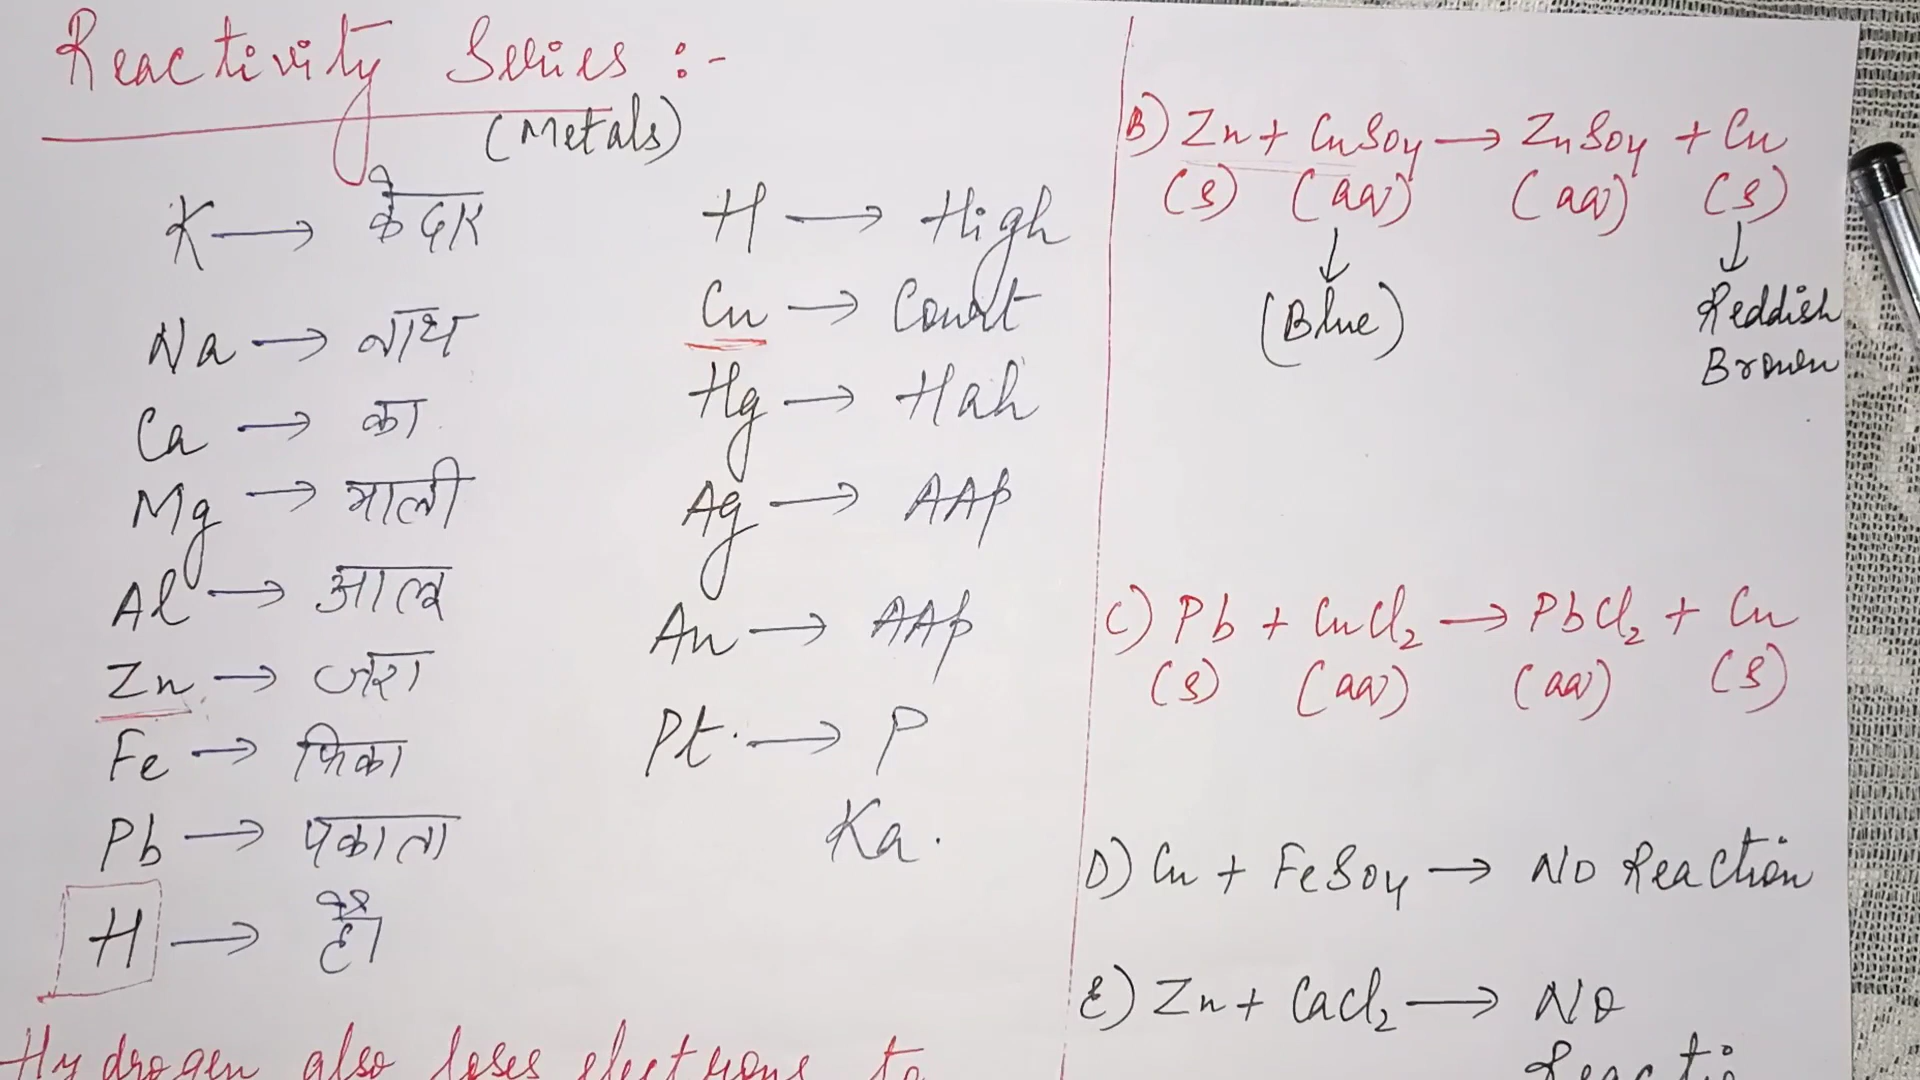 Reactivity Series :-
(Metals)
K → केदार
Na → नाथ
Ca → का
Mg → माली
Al → आलू
Zn → जरा
Fe → फिका
Pb → पकाता
H → है।
Hydrogen also loses electrons to
H → High
Cu → Court
Hg → Hah
Ag → AAp
Au → AAp
Pt. → P
Ka.
B) Zn + CuSO4 → ZnSO4 + Cu
(s) (aq) (aq) (s)
↓ ↓
(Blue) Reddish
Brown
C) Pb + CuCl2 → PbCl2 + Cu
(s) (aq) (aq) (s)
D) Cu + FeSO4 → No Reaction
E) Zn + CaCl2 → No